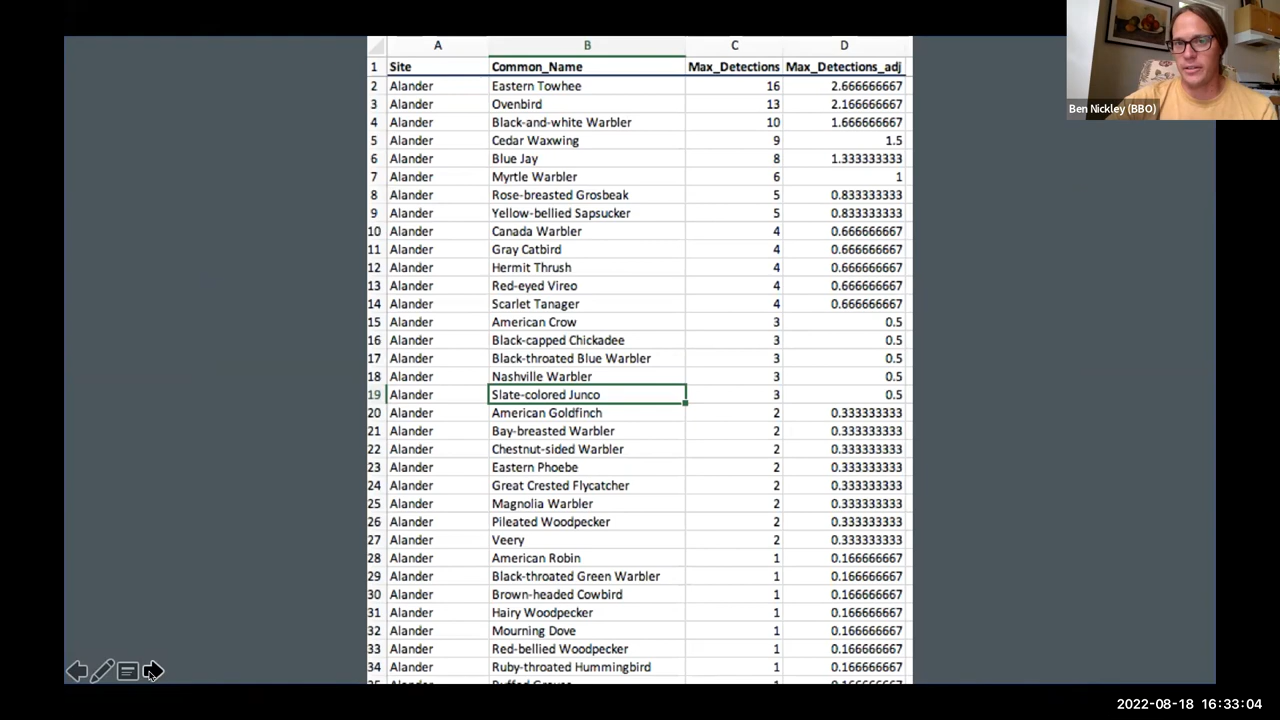 A B C D
1 Site Common_Name Max_Detections Max_Detections_adj
2 Alander Eastern Towhee 16 2.666666667
3 Alander Ovenbird 13 2.166666667
4 Alander Black-and-white Warbler 10 1.666666667
5 Alander Cedar Waxwing 9 1.5
6 Alander Blue Jay 8 1.333333333
7 Alander Myrtle Warbler 6 1
8 Alander Rose-breasted Grosbeak 5 0.833333333
9 Alander Yellow-bellied Sapsucker 5 0.833333333
10 Alander Canada Warbler 4 0.666666667
11 Alander Gray Catbird 4 0.666666667
12 Alander Hermit Thrush 4 0.666666667
13 Alander Red-eyed Vireo 4 0.666666667
14 Alander Scarlet Tanager 4 0.666666667
15 Alander American Crow 3 0.5
16 Alander Black-capped Chickadee 3 0.5
17 Alander Black-throated Blue Warbler 3 0.5
18 Alander Nashville Warbler 3 0.5
19 Alander Slate-colored Junco 3 0.5
20 Alander American Goldfinch 2 0.333333333
21 Alander Bay-breasted Warbler 2 0.333333333
22 Alander Chestnut-sided Warbler 2 0.333333333
23 Alander Eastern Phoebe 2 0.333333333
24 Alander Great Crested Flycatcher 2 0.333333333
25 Alander Magnolia Warbler 2 0.333333333
26 Alander Pileated Woodpecker 2 0.333333333
27 Alander Veery 2 0.333333333
28 Alander American Robin 1 0.166666667
29 Alander Black-throated Green Warbler 1 0.166666667
30 Alander Brown-headed Cowbird 1 0.166666667
31 Alander Hairy Woodpecker 1 0.166666667
32 Alander Mourning Dove 1 0.166666667
33 Alander Red-bellied Woodpecker 1 0.166666667
34 Alander Ruby-throated Hummingbird 1 0.166666667
Ben Nickley (BBO)
2022-08-18 16:33:04